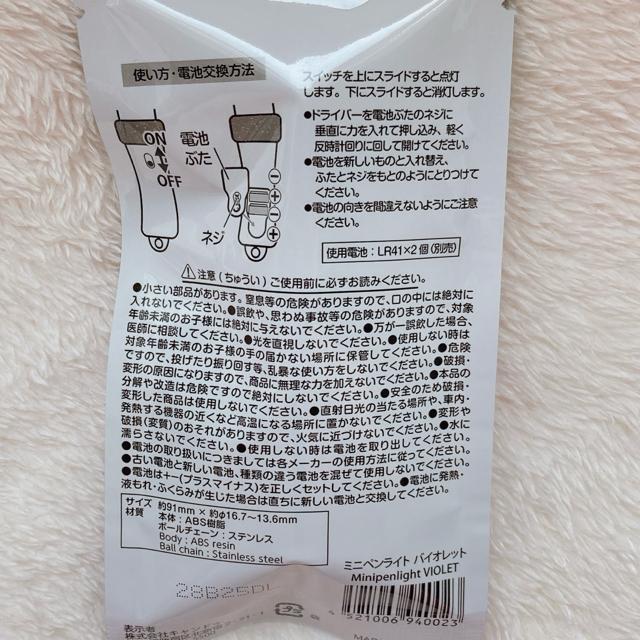 使い方・電池交換方法
ON
OFF
電池
ぶた
ネジ
スイッチを上にスライドすると点灯
します。下にスライドすると消灯します。
●ドライバーを電池ぶたのネジに
垂直に力を入れて押し込み、軽く
反時計回りに回して開けてください。
●電池を新しいものと入れ替え、
ふたとネジをもとのようにとりつけて
ください。
●電池の向きを間違えないようにご注意
ください。
使用電池:LR41×2個(別売)
注意(ちゅうい)ご使用前に必ずお読みください。
●小さい部品があります。窒息等の危険がありますので、口の中には絶対に
入れないでください。●誤飲や、思わぬ事故等の危険がありますので、対象
年齢未満のお子様には絶対に与えないでください。●万が一誤飲した場合、
医師に相談してください。●光を直視しないでください。●使用しない時は
対象年齢未満のお子様の手の届かない場所に保管してください。●危険
ですので、投げたり振り回す等、乱暴な使い方をしないでください。●破損・
変形の原因になりますので、商品に無理な力を加えないでください。●本品の
分解や改造は危険ですので絶対にしないでください。●安全のため破損・
変形した商品は使用しないでください。●直射日光の当たる場所や、車内・
発熱する機器の近くなど高温になる場所に置かないでください。●変形や
破損(変質)のおそれがありますので、火気に近づけないでください。●水に
濡らさないでください。●使用しない時は電池を取り出してください。
●電池の取り扱いにつきましては各メーカーの使用方法に従ってください。
●古い電池と新しい電池、種類の違う電池を混ぜて使用しないでください。
●電池は+-(プラスマイナス)を正しくセットしてください。●電池に発熱・
液もれ・ふくらみが生じた場合は直ちに新しい電池と交換してください。
サイズ 約91mm×約φ16.7~13.6mm
材質 本体:ABS樹脂
ボールチェーン:ステンレス
Body : ABS resin
Ball chain : Stainless steel
ミニペンライト バイオレット
Minipenlight VIOLET
28B25DL
4 521006 940023
表示者
株式会社キャンドゥ